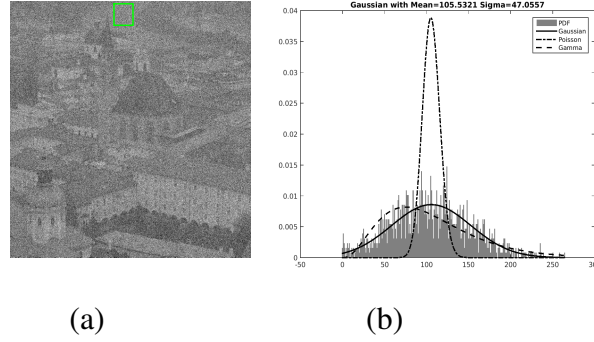 Gaussian with Mean=105.5321 Sigma=47.0557
0.04
0.035
0.03
0.025
0.02
0.015
0.01
0.005
0
-50 0 50 100 150 200 250
PDF
Gaussian
Poisson
Gamma
(a) (b)